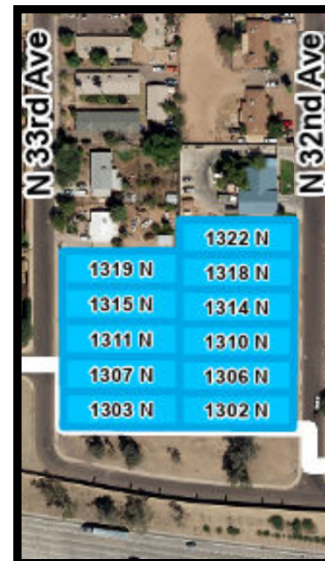 N 33rd Ave
N 32nd Ave
1322 N
1319 N
1318 N
1315 N
1314 N
1311 N
1310 N
1307 N
1306 N
1303 N
1302 N